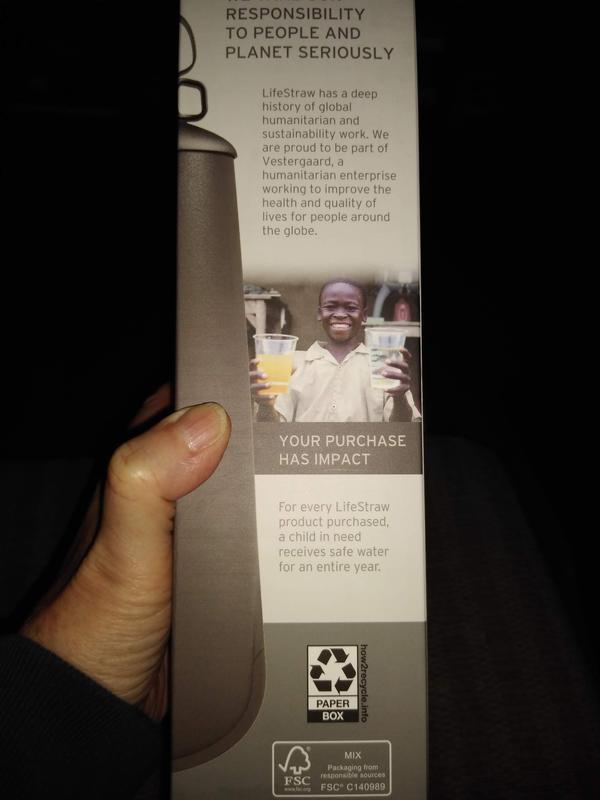 RESPONSIBILITY
TO PEOPLE AND
PLANET SERIOUSLY
LifeStraw has a deep
history of global
humanitarian and
sustainability work. We
are proud to be part of
Vestergaard, a
humanitarian enterprise
working to improve the
health and quality of
lives for people around
the globe.
YOUR PURCHASE
HAS IMPACT
For every LifeStraw
product purchased,
a child in need
receives safe water
for an entire year.
how2recycle.info
PAPER
BOX
FSC
www.fsc.org
MIX
Packaging from
responsible sources
FSC® C140989